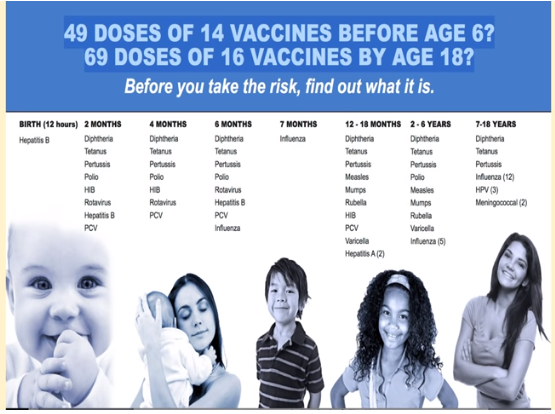 49 DOSES OF 14 VACCINES BEFORE AGE 6?
69 DOSES OF 16 VACCINES BY AGE 18?
Before you take the risk, find out what it is.
BIRTH (12 hours)
Hepatitis B
2 MONTHS
Diphtheria
Tetanus
Pertussis
Polio
HIB
Rotavirus
Hepatitis B
PCV
4 MONTHS
Diphtheria
Tetanus
Pertussis
Polio
HIB
Rotavirus
PCV
6 MONTHS
Diphtheria
Tetanus
Pertussis
Polio
Rotavirus
Hepatitis B
PCV
Influenza
7 MONTHS
Influenza
12 - 18 MONTHS
Diphtheria
Tetanus
Pertussis
Measles
Mumps
Rubella
HIB
PCV
Varicella
Hepatitis A (2)
2 - 6 YEARS
Diphtheria
Tetanus
Pertussis
Polio
Measles
Mumps
Rubella
Varicella
Influenza (5)
7-18 YEARS
Diphtheria
Tetanus
Pertussis
Influenza (12)
HPV (3)
Meningococcal (2)